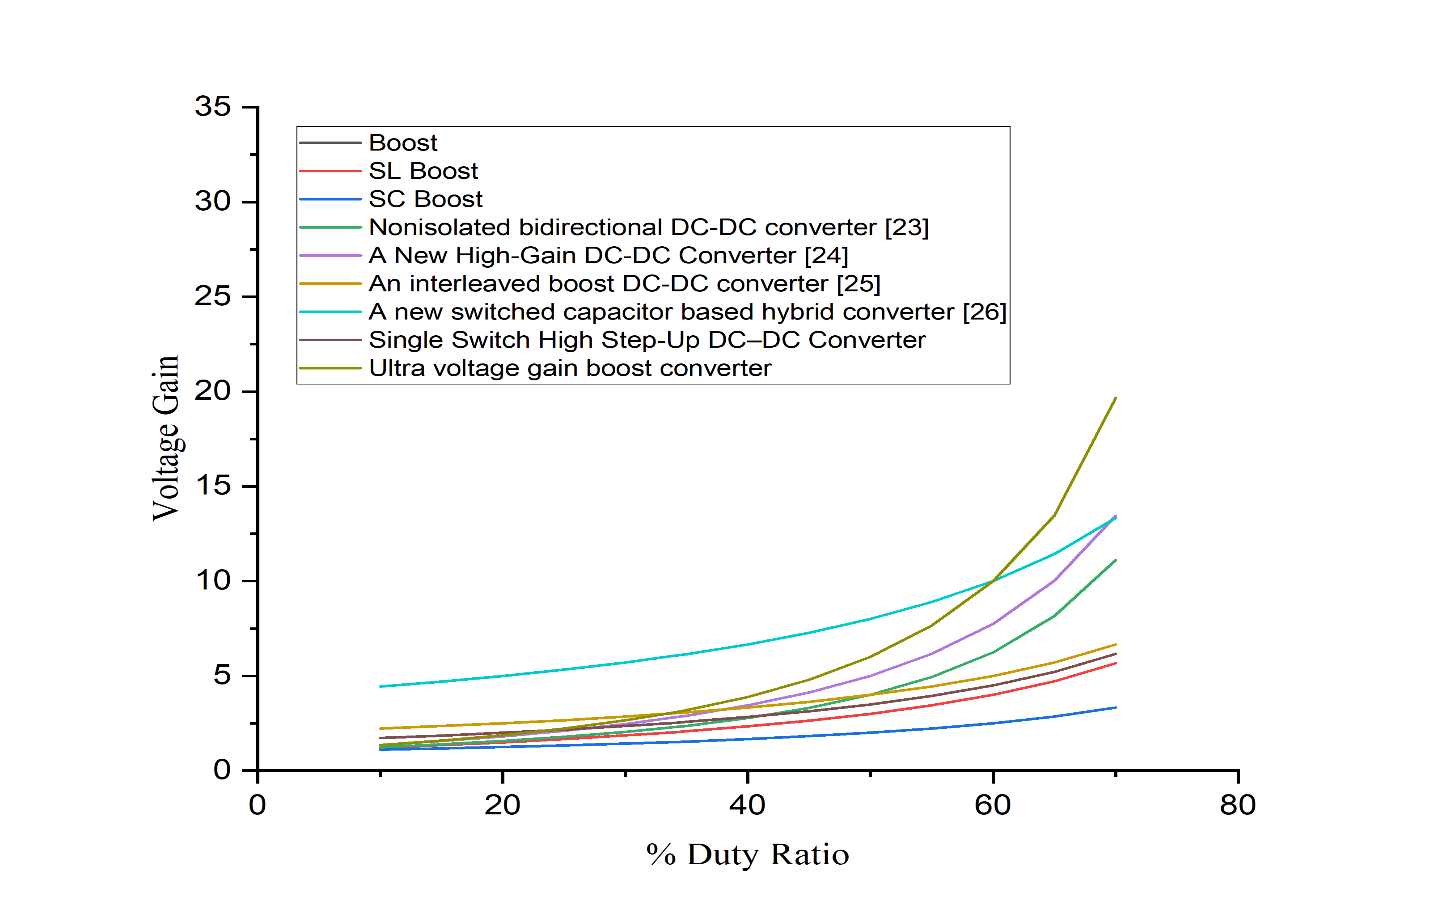 35
30
25
20
15
10
5
0
Voltage Gain
Boost
SL Boost
SC Boost
Nonisolated bidirectional DC-DC converter [23]
A New High-Gain DC-DC Converter [24]
An interleaved boost DC-DC converter [25]
A new switched capacitor based hybrid converter [26]
Single Switch High Step-Up DC–DC Converter
Ultra voltage gain boost converter
0 20 40 60 80
% Duty Ratio